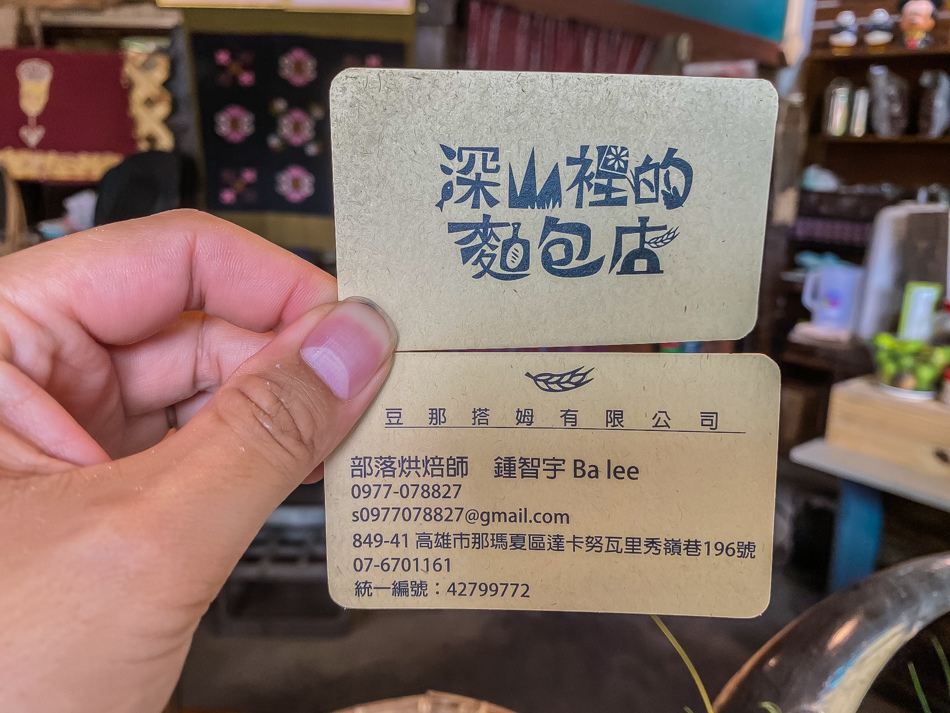 深山裡的
麵包店
豆那搭姆有限公司
部落烘焙師 鍾智宇 Ba lee
0977-078827
s0977078827@gmail.com
849-41 高雄市那瑪夏區達卡努瓦里秀嶺巷196號
07-6701161
統一編號：42799772